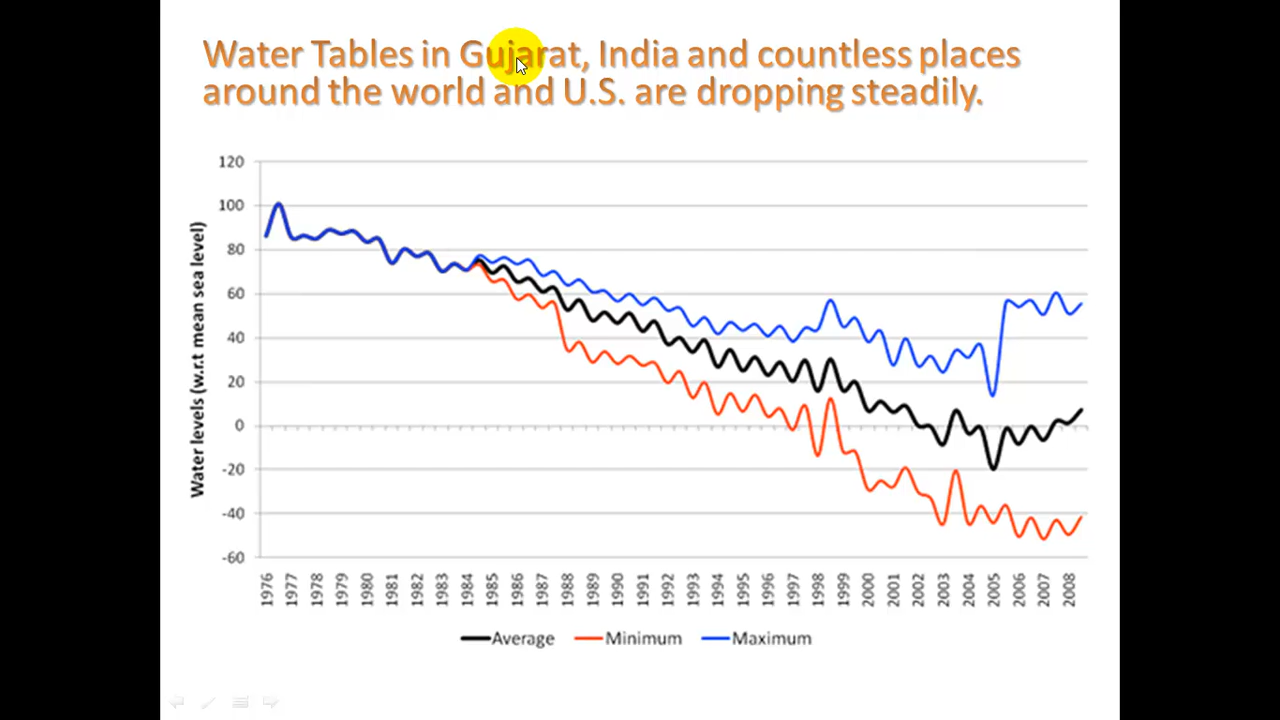 Water Tables in Gujarat, India and countless places
around the world and U.S. are dropping steadily.
Water levels (w.r.t mean sea level)
120
100
80
60
40
20
0
-20
-40
-60
1976 1977 1978 1979 1980 1981 1982 1983 1984 1985 1986 1987 1988 1989 1990 1991 1992 1993 1994 1995 1996 1997 1998 1999 2000 2001 2002 2003 2004 2005 2006 2007 2008
Average Minimum Maximum